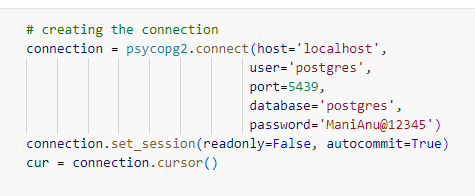 # creating the connection
connection = psycopg2.connect(host='localhost',
user='postgres',
port=5439,
database='postgres',
password='ManiAnu@12345')
connection.set_session(readonly=False, autocommit=True)
cur = connection.cursor()